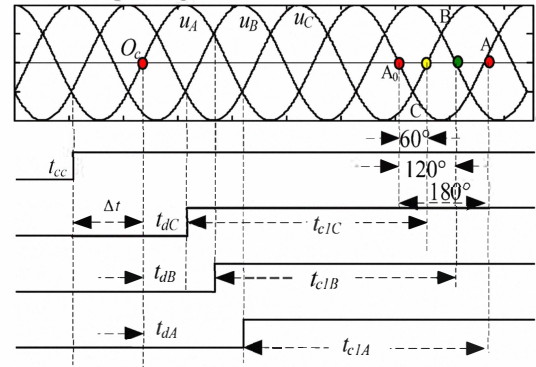 u_A u_B u_C B
O_c A_0 A
C
60°
t_cc 120°
Δt t_dC t_c1C 180°
t_dB t_c1B
t_dA t_c1A